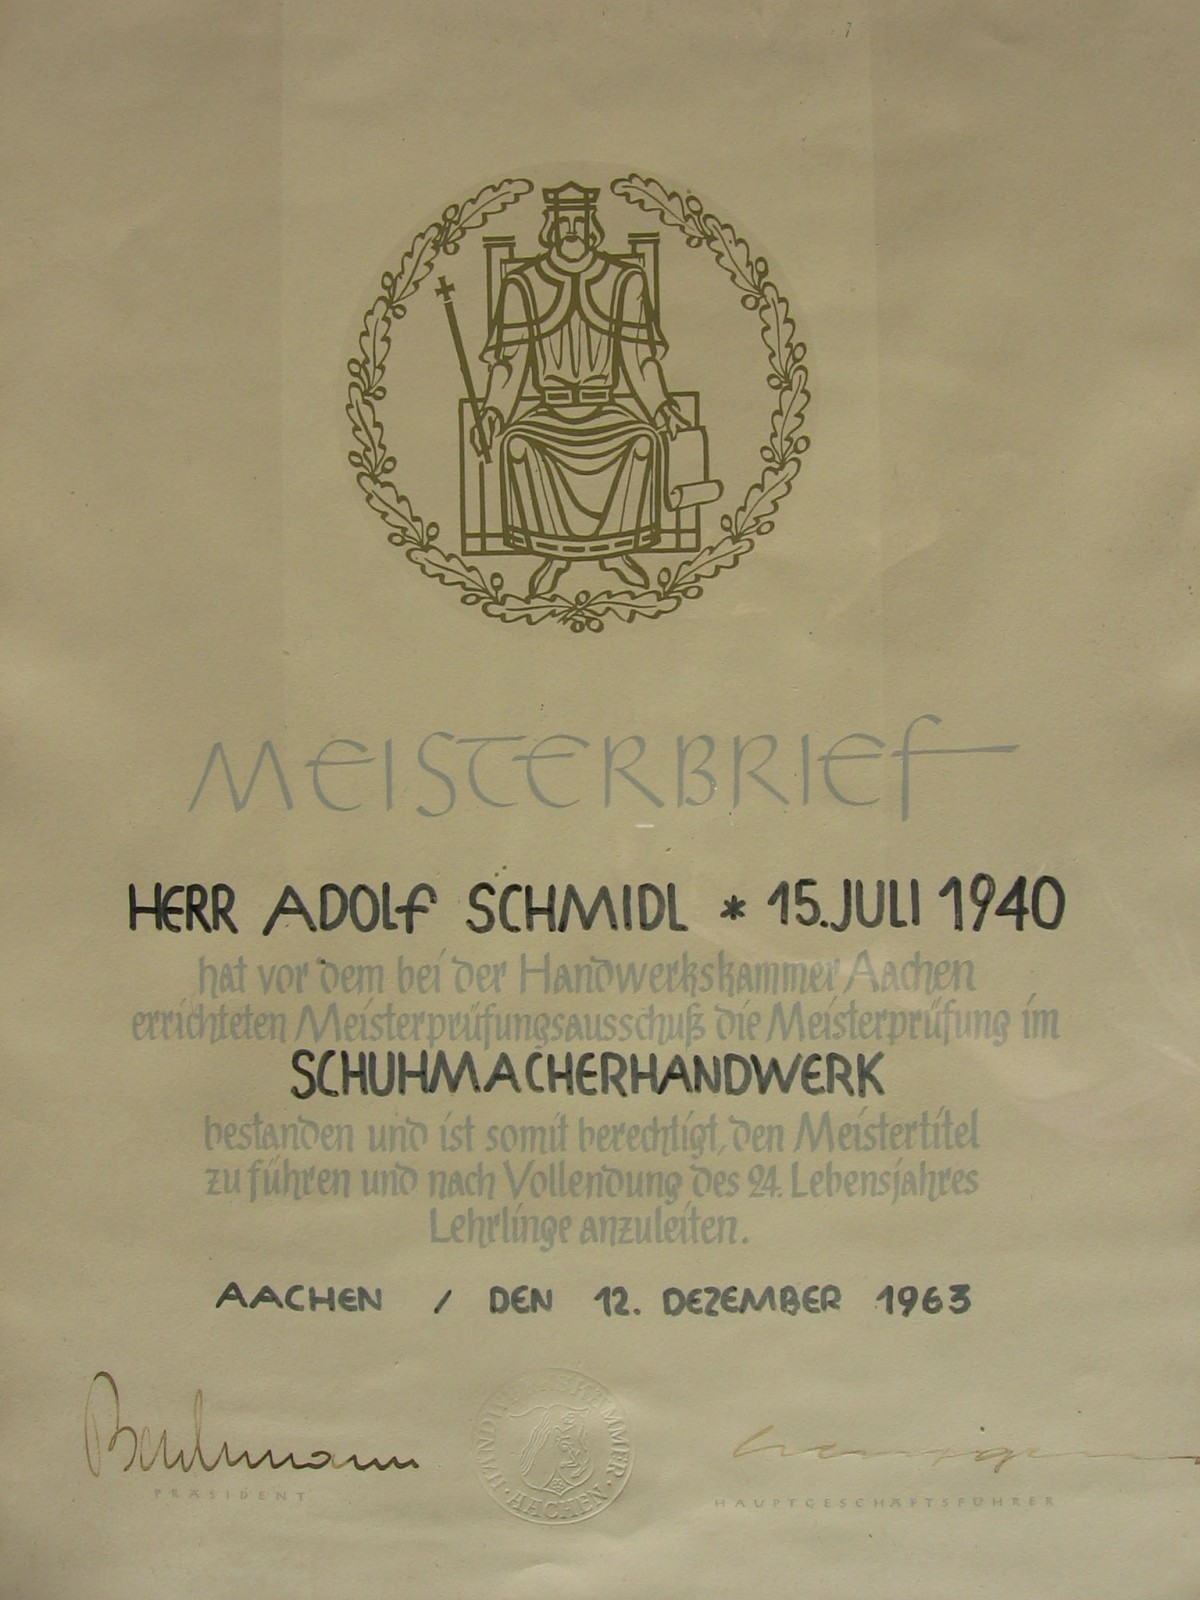 MEISTERBRIEF
HERR ADOLF SCHMIDL * 15. JULI 1940
hat vor dem bei der Handwerkskammer Aachen
errichteten Meisterprüfungsausschuß die Meisterprüfung im
SCHUHMACHERHANDWERK
bestanden und ist somit berechtigt, den Meistertitel
zu führen und nach Vollendung des 24. Lebensjahres
Lehrlinge anzuleiten.
AACHEN / DEN 12. DEZEMBER 1963
HANDWERKSKAMMER · AACHEN ·
PRÄSIDENT
HAUPTGESCHÄFTSFÜHRER